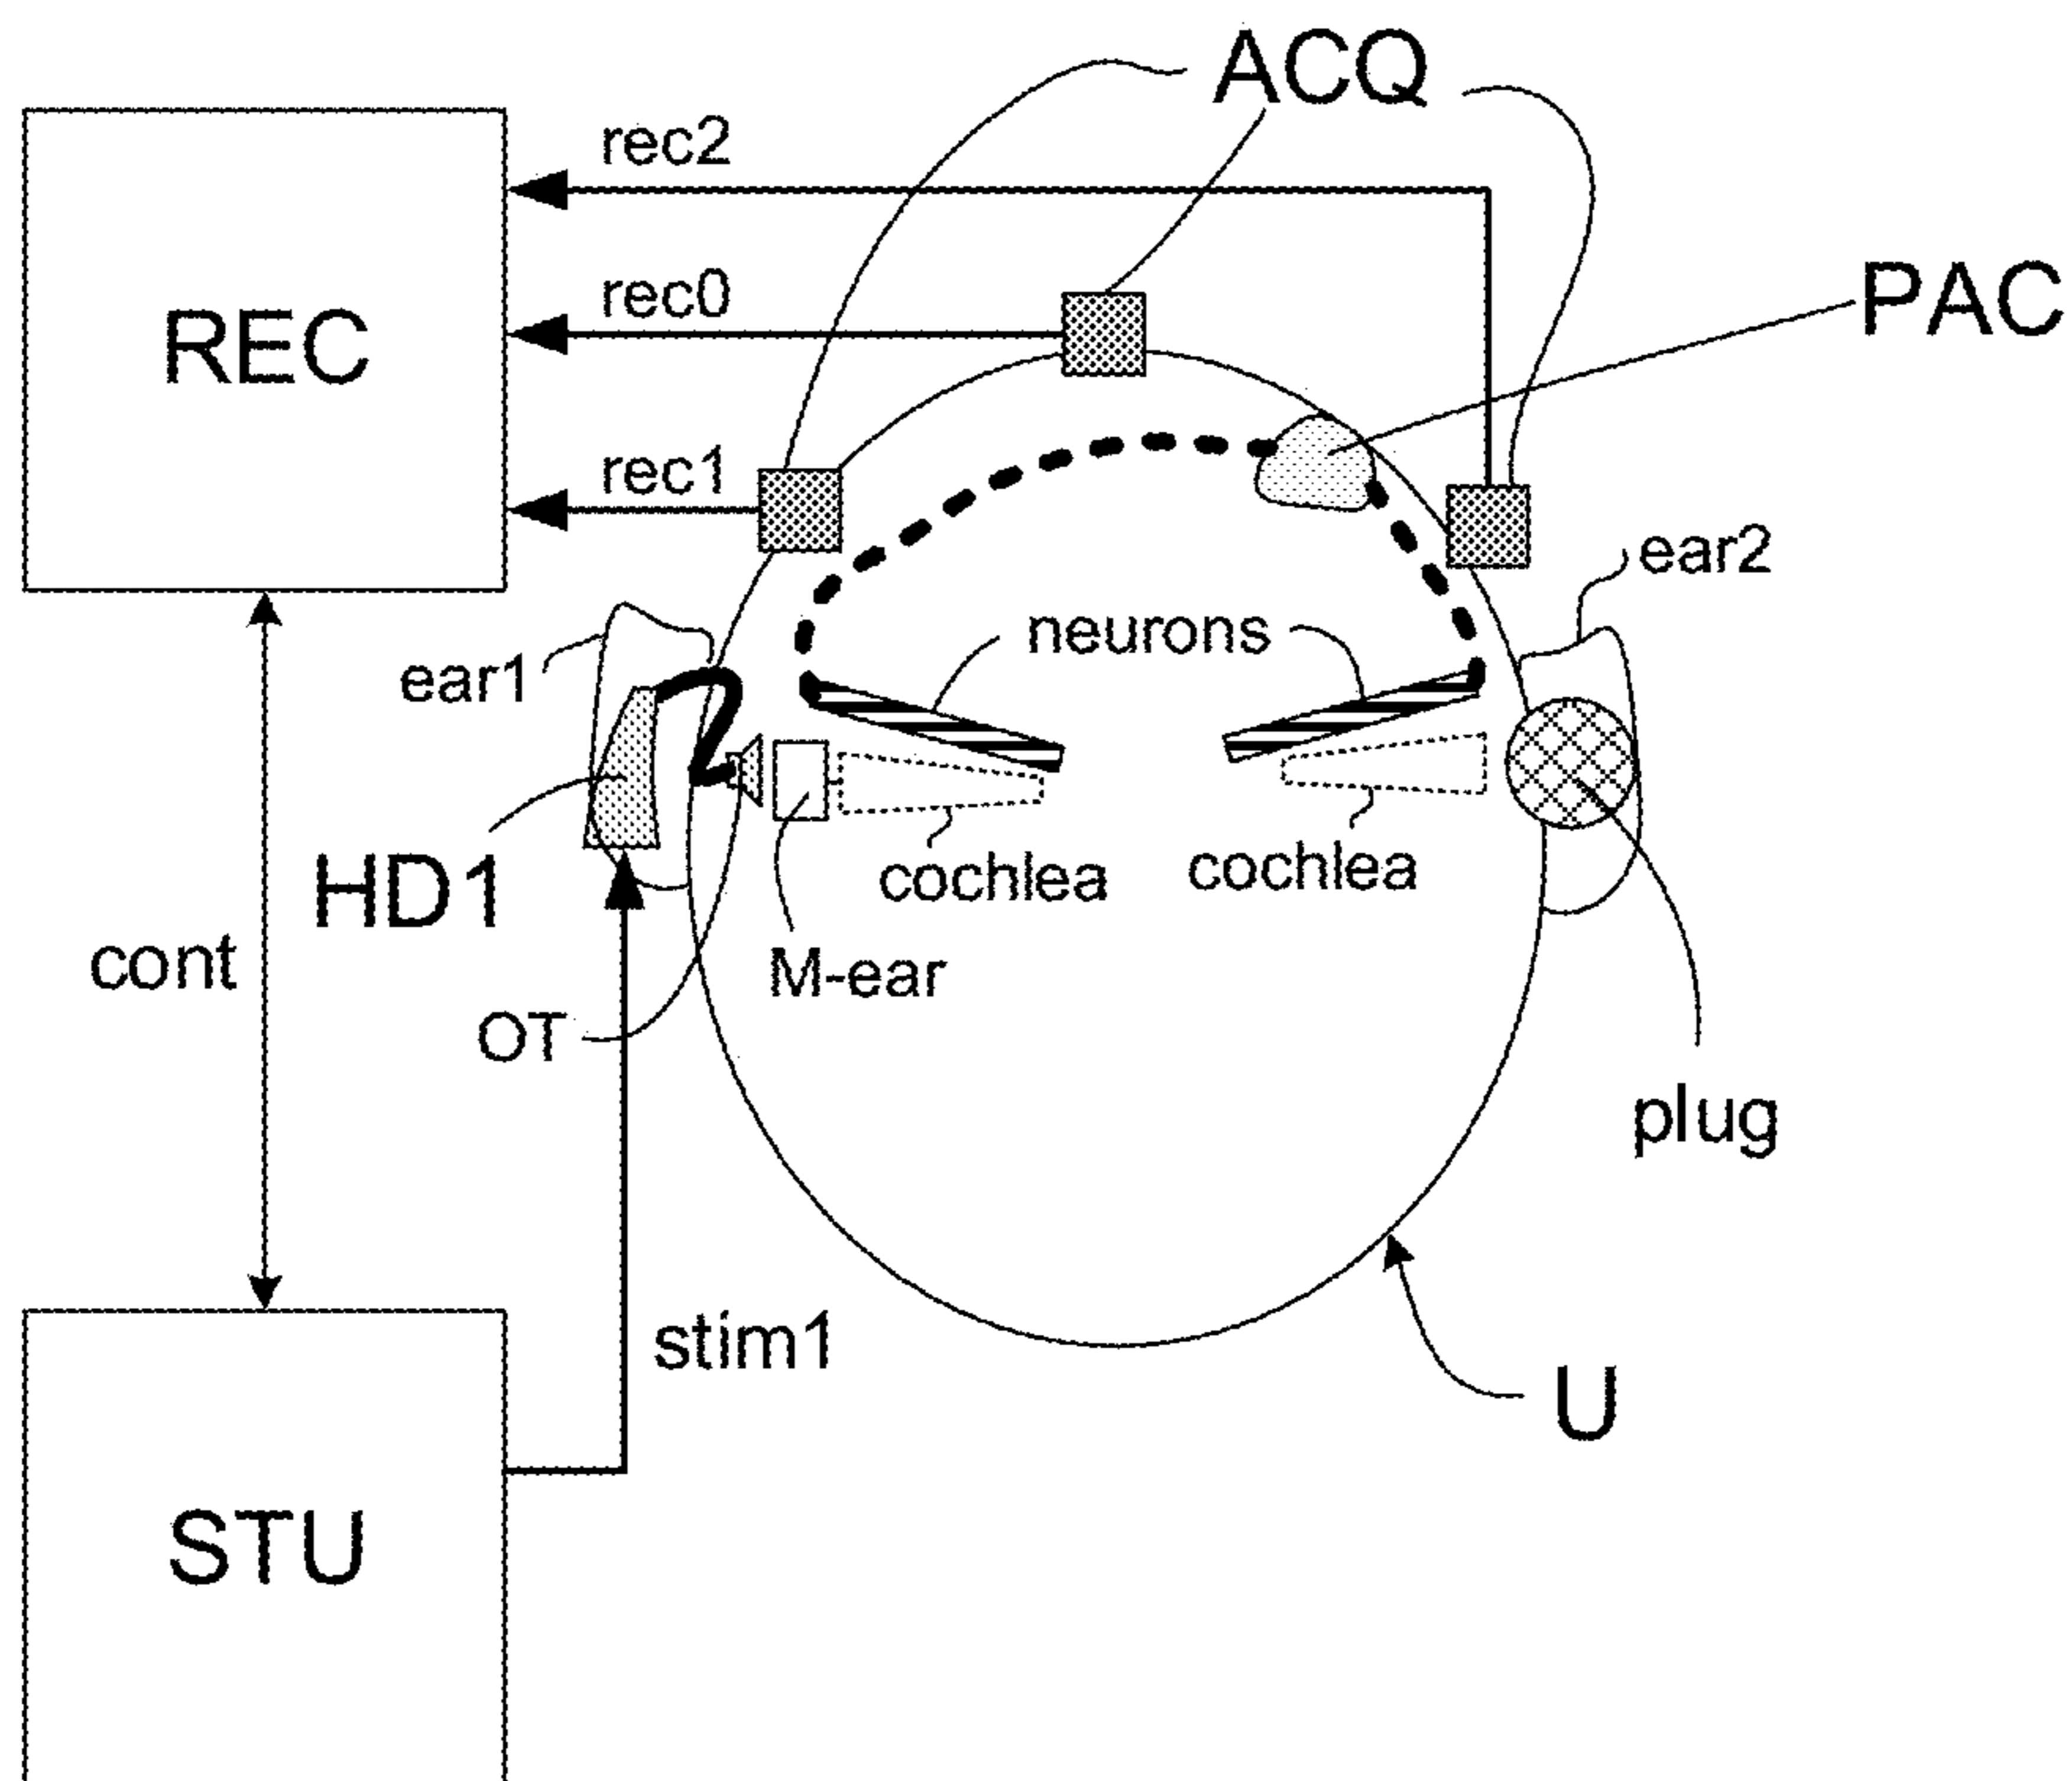 ACQ
rec2
rec0
PAC
REC
rec1
ear2
neurons
ear1
HD1
cochlea
cochlea
cont
M-ear
OT
plug
stim1
U
STU